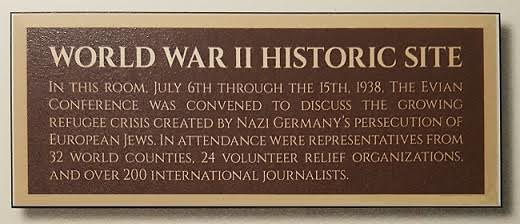 WORLD WAR II HISTORIC SITE
IN THIS ROOM, JULY 6TH THROUGH THE 15TH, 1938, THE EVIAN
CONFERENCE WAS CONVENED TO DISCUSS THE GROWING
REFUGEE CRISIS CREATED BY NAZI GERMANY'S PERSECUTION OF
EUROPEAN JEWS. IN ATTENDANCE WERE REPRESENTATIVES FROM
32 WORLD COUNTIES, 24 VOLUNTEER RELIEF ORGANIZATIONS,
AND OVER 200 INTERNATIONAL JOURNALISTS.